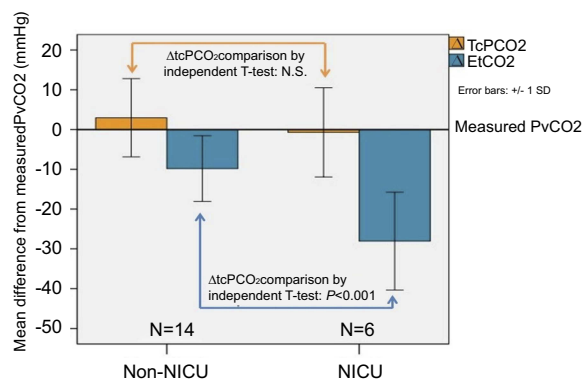 Mean difference from measuredPvCO2 (mmHg)
20
10
0
-10
-20
-30
-40
-50
ΔtcPCO2comparison by
independent T-test: N.S.
ΔtcPCO2comparison by
independent T-test: P<0.001
N=14
N=6
Non-NICU
NICU
Δ TcPCO2
Δ EtCO2
Error bars: +/- 1 SD
Measured PvCO2